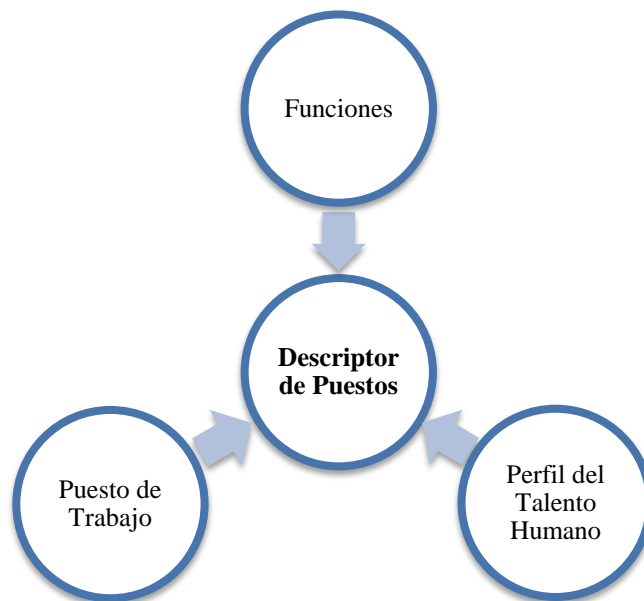 Funciones
Descriptor
de Puestos
Puesto de
Trabajo
Perfil del
Talento
Humano